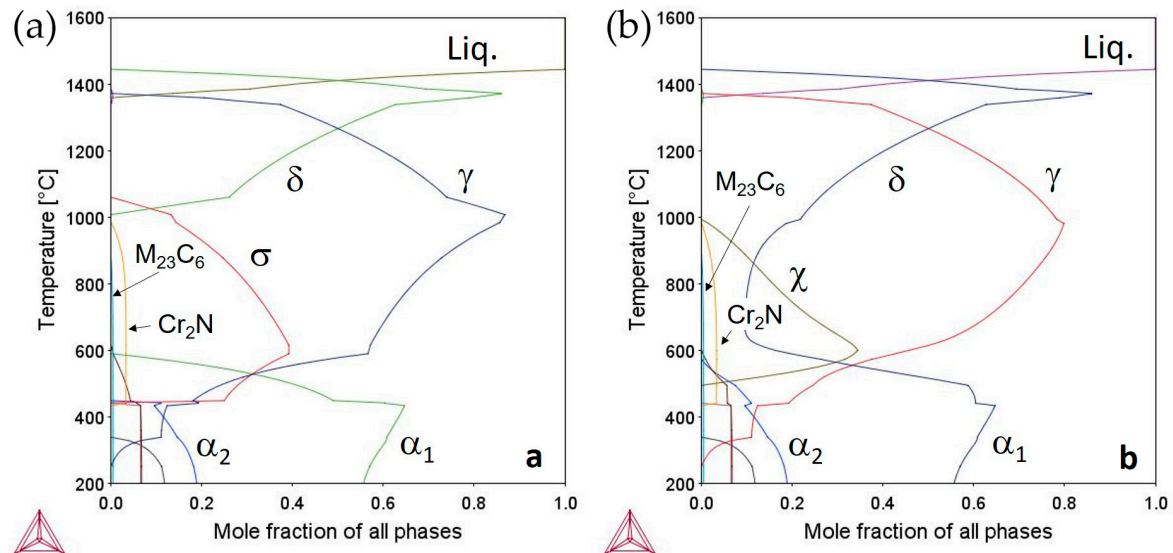 (a)
1600
1400
1200
1000
800
600
400
200
Temperature [°C]
Liq.
δ
γ
σ
M₂₃C₆
Cr₂N
α₂
α₁
a
0.0 0.2 0.4 0.6 0.8 1.0
Mole fraction of all phases
(b)
1600
1400
1200
1000
800
600
400
200
Temperature [°C]
Liq.
δ
γ
M₂₃C₆
χ
Cr₂N
α₂
α₁
b
0.0 0.2 0.4 0.6 0.8 1.0
Mole fraction of all phases